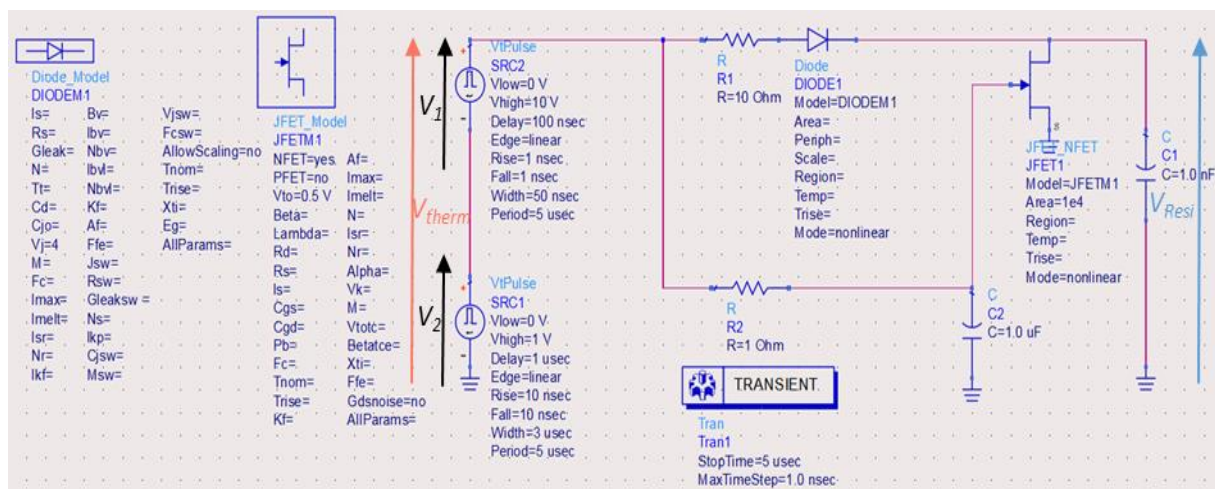 Diode_Model
DIODEM1
Is= Bv= Vjsw=
Rs= Ibv= Fcsw=
Gleak= Nbv= AllowScaling=no
N= Ibvl= Tnom=
Tt= Nbvl= Trise=
Cd= Kf= Xti=
Cjo= Af= Eg=
Vj=4 Ffe= AllParams=
M= Jsw=
Fc= Rsw=
Imax= Gleaksw =
Imelt= Ns=
Isr= Ikp=
Nr= Cjsw=
Ikf= Msw=
JFET_Model
JFETM1
NFET=yes Af=
PFET=no Imax=
Vto=0.5 V Imelt=
Beta= N=
Lambda= Isr=
Rd= Nr=
Rs= Alpha=
Is= Vk=
Cgs= M=
Cgd= Vtotc=
Pb= Betatce=
Fc= Xti=
Tnom= Ffe=
Trise= Gdsnoise=no
Kf= AllParams=
Vtherm
V1
V2
+
VtPulse
SRC2
Vlow=0 V
Vhigh=10 V
Delay=100 nsec
Edge=linear
Rise=1 nsec
Fall=1 nsec
Width=50 nsec
Period=5 usec
-
+
VtPulse
SRC1
Vlow=0 V
Vhigh=1 V
Delay=1 usec
Edge=linear
Rise=10 nsec
Fall=10 nsec
Width=3 usec
Period=5 usec
-
R
R1
R=10 Ohm
Diode
DIODE1
Model=DIODEM1
Area=
Periph=
Scale=
Region=
Temp=
Trise=
Mode=nonlinear
R
R2
R=1 Ohm
C
C2
C=1.0 uF
NFET
JFET1
Model=JFETM1
Area=1e4
Region=
Temp=
Trise=
Mode=nonlinear
C
C1
C=1.0 nF
VResi
TRANSIENT
Tran
Tran1
StopTime=5 usec
MaxTimeStep=1.0 nsec